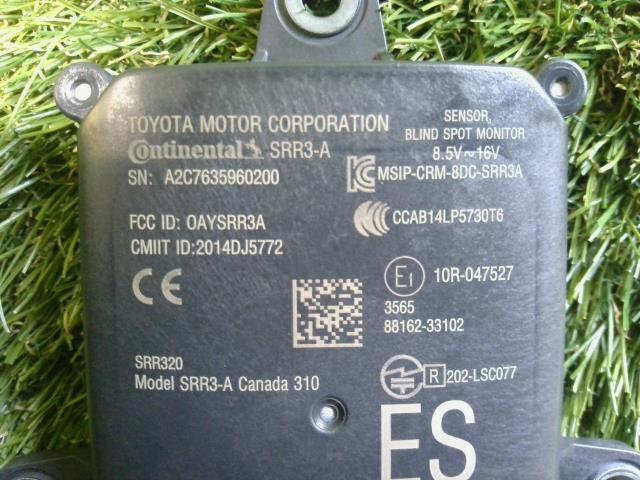 TOYOTA MOTOR CORPORATION
SENSOR,
BLIND SPOT MONITOR
Continental SRR3-A
8.5V~16V
SN: A2C7635960200
MSIP-CRM-8DC-SRR3A
FCC ID: OAYSRR3A
CCAB14LP5730T6
CMIIT ID:2014DJ5772
CE
E1 10R-047527
3565
88162-33102
SRR320
Model SRR3-A Canada 310
R 202-LSC077
ES